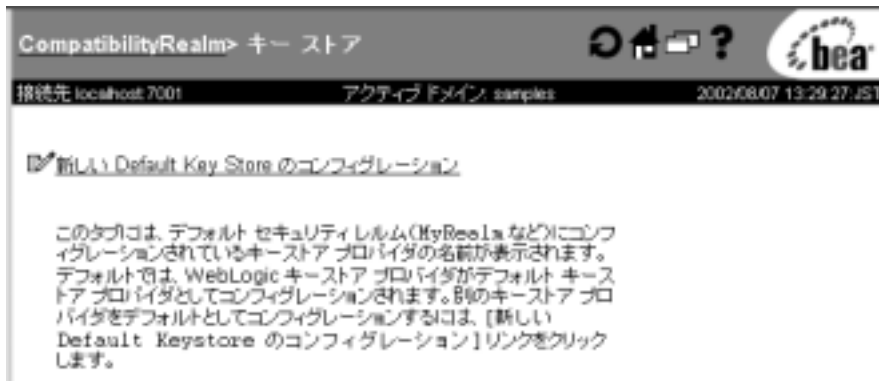 CompatibilityRealm> キー ストア
bea
接続先 localhost:7001 アクティブ ドメイン: samples 2002/08/07 13:29:27:JST
新しい Default Key Store のコンフィグレーション
このタブには、デフォルト セキュリティ レルム(MyRealm など)にコンフ
ィグレーションされているキーストア プロバイダの名前が表示されます。
デフォルトでは、WebLogic キーストア プロバイダがデフォルト キース
トア プロバイダとしてコンフィグレーションされます。別のキーストア プロ
バイダをデフォルトとしてコンフィグレーションするには、[新しい
Default Keystore のコンフィグレーション]リンクをクリック
します。